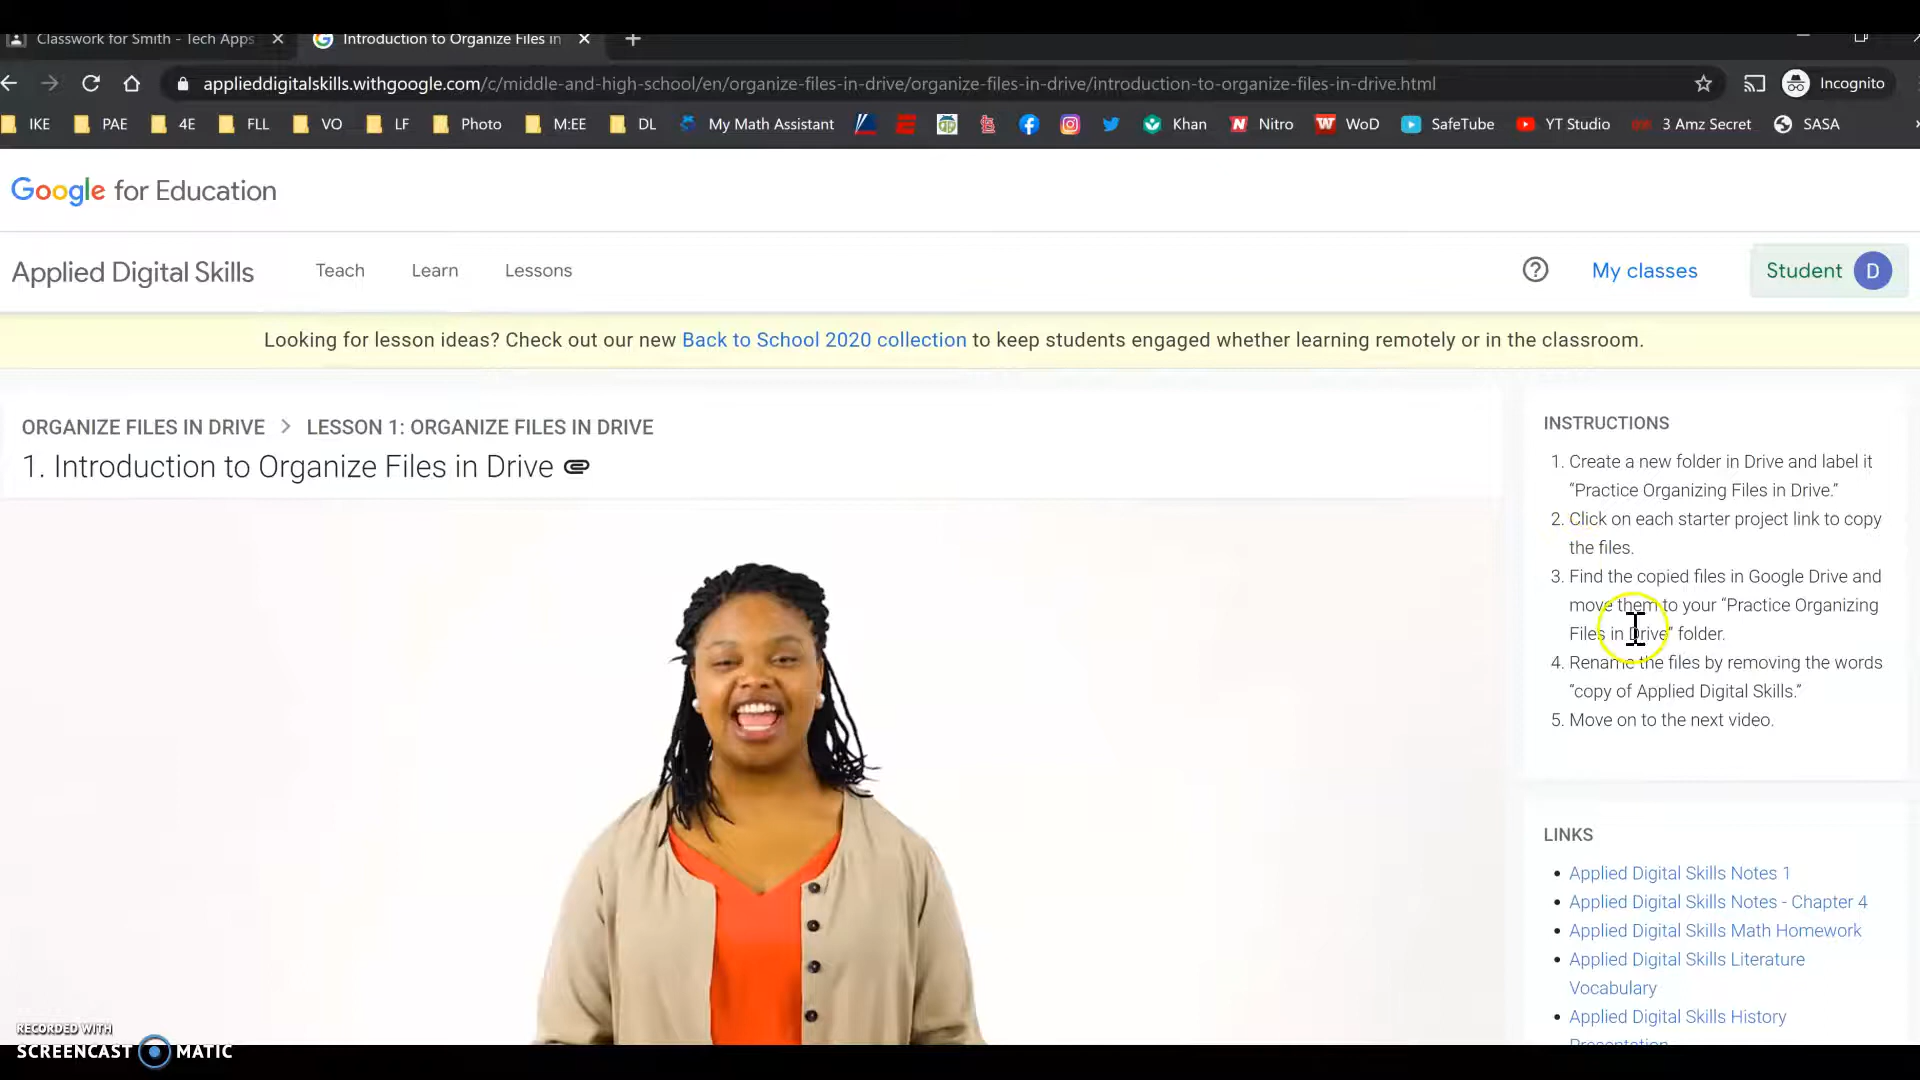 Classwork for Smith - Tech Apps
Introduction to Organize Files in
applieddigitalskills.withgoogle.com/c/middle-and-high-school/en/organize-files-in-drive/organize-files-in-drive/introduction-to-organize-files-in-drive.html
Incognito
IKE PAE 4E FLL VO LF Photo M:EE DL My Math Assistant Khan Nitro WoD SafeTube YT Studio 3 Amz Secret SASA
Google for Education
Applied Digital Skills Teach Learn Lessons My classes Student D
Looking for lesson ideas? Check out our new Back to School 2020 collection to keep students engaged whether learning remotely or in the classroom.
ORGANIZE FILES IN DRIVE > LESSON 1: ORGANIZE FILES IN DRIVE
1. Introduction to Organize Files in Drive
INSTRUCTIONS
1. Create a new folder in Drive and label it
“Practice Organizing Files in Drive.”
2. Click on each starter project link to copy
the files.
3. Find the copied files in Google Drive and
move them to your “Practice Organizing
Files in Drive” folder.
4. Rename the files by removing the words
“copy of Applied Digital Skills.”
5. Move on to the next video.
LINKS
• Applied Digital Skills Notes 1
• Applied Digital Skills Notes - Chapter 4
• Applied Digital Skills Math Homework
• Applied Digital Skills Literature
Vocabulary
• Applied Digital Skills History
Presentation
RECORDED WITH
SCREENCAST MATIC